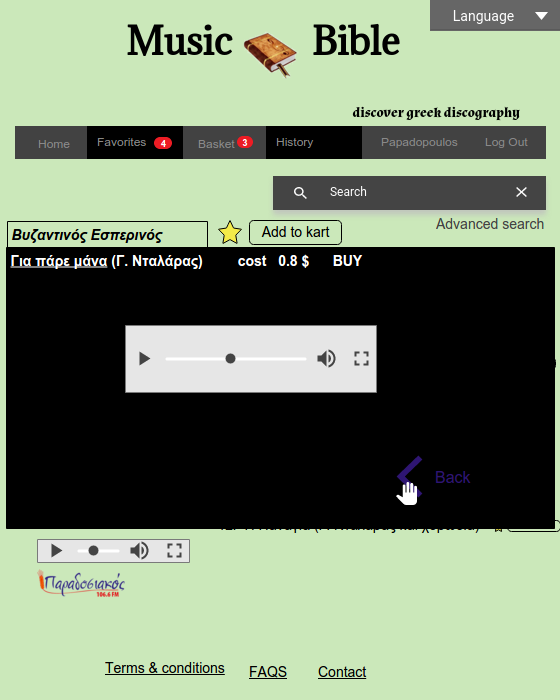 Language
Music Bible
discover greek discography
Home Favorites 4 Basket 3 History Papadopoulos Log Out
Search
Advanced search
Βυζαντινός Εσπερινός Add to kart
Για πάρε μάνα (Γ. Νταλάρας) cost 0.8 $ BUY
Back
Παραδοσιακός
106.6 FM
Terms & conditions FAQS Contact